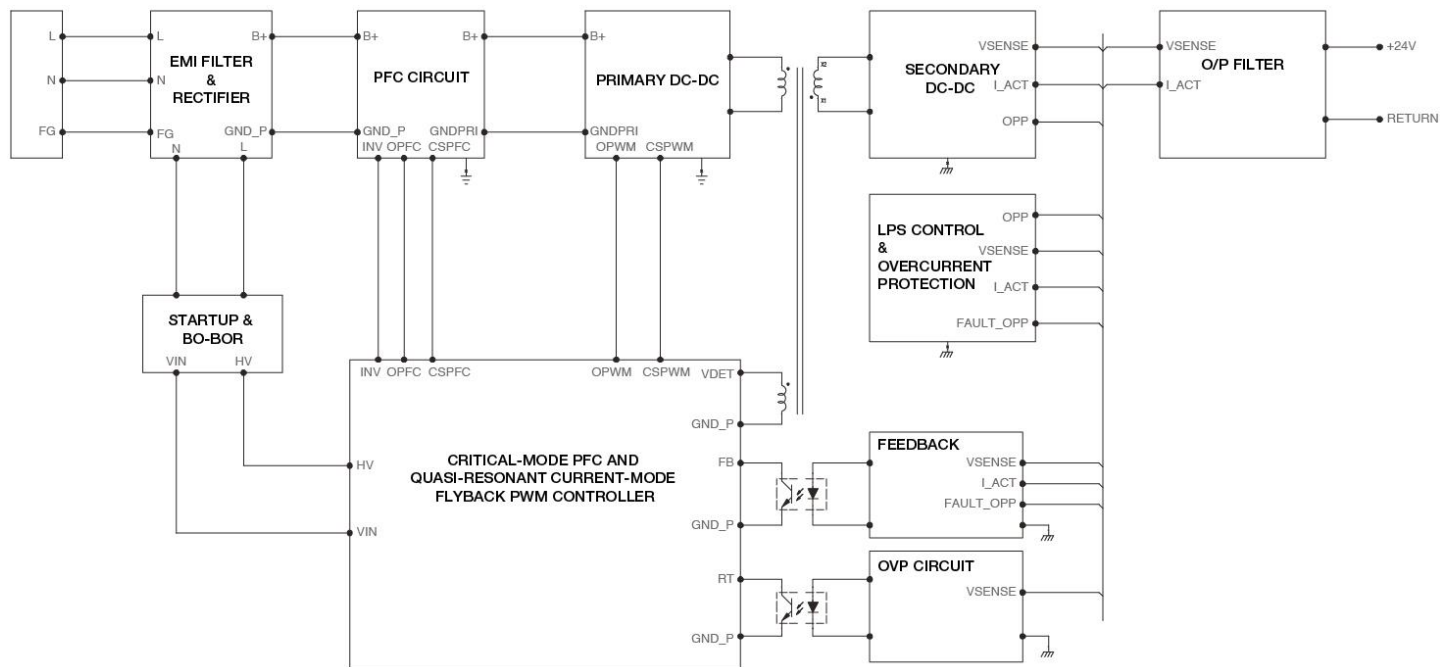 L
N
FG
L
B+
EMI FILTER
&
RECTIFIER
N
FG
GND_P
N
L
B+
B+
PFC CIRCUIT
GND_P
GNDPRI
INV
OPFC
CSPFC
B+
PRIMARY DC-DC
GNDPRI
OPWM
CSPWM
VSENSE
SECONDARY
DC-DC
I_ACT
OPP
VSENSE
O/P FILTER
I_ACT
+24V
RETURN
OPP
LPS CONTROL
&
OVERCURRENT
PROTECTION
VSENSE
I_ACT
FAULT_OPP
STARTUP &
BO-BOR
VIN
HV
INV
OPFC
CSPFC
OPWM
CSPWM
VDET
GND_P
HV
CRITICAL-MODE PFC AND
QUASI-RESONANT CURRENT-MODE
FLYBACK PWM CONTROLLER
FB
GND_P
VIN
RT
GND_P
FEEDBACK
VSENSE
I_ACT
FAULT_OPP
OVP CIRCUIT
VSENSE